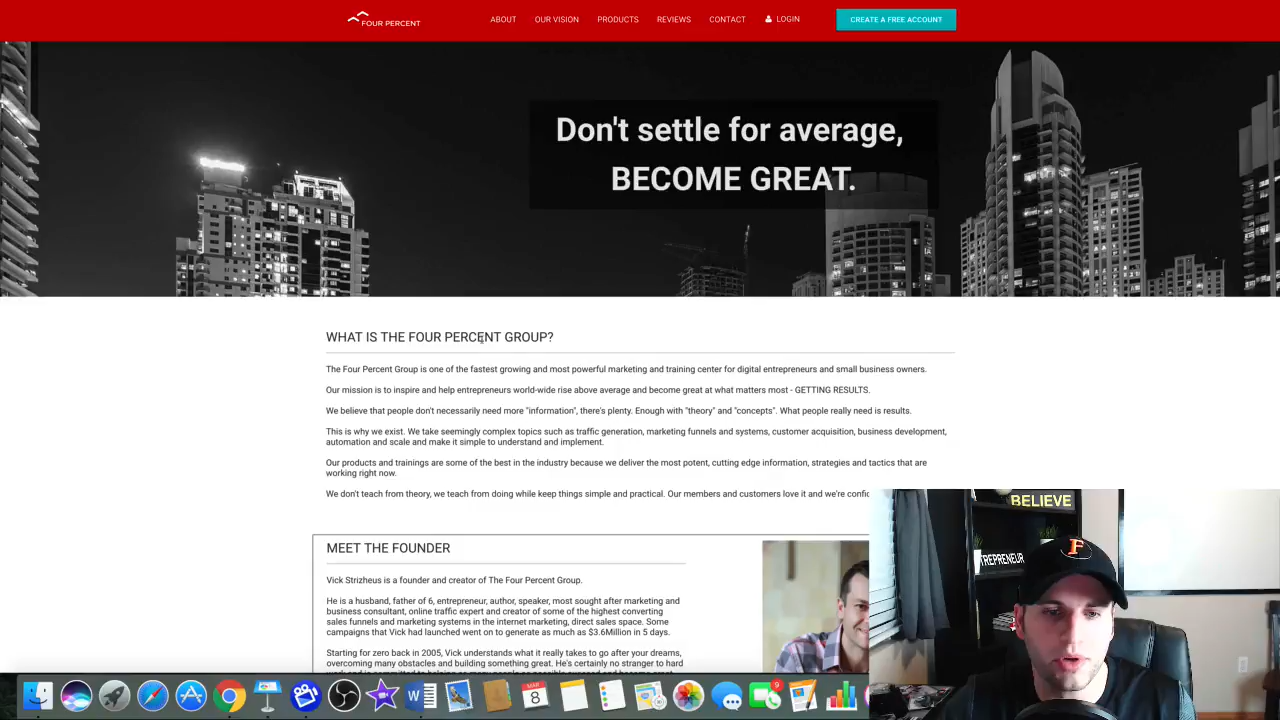 FOUR PERCENT
ABOUT OUR VISION PRODUCTS REVIEWS CONTACT LOGIN CREATE A FREE ACCOUNT
Don't settle for average,
BECOME GREAT.
WHAT IS THE FOUR PERCENT GROUP?
The Four Percent Group is one of the fastest growing and most powerful marketing and training center for digital entrepreneurs and small business owners.
Our mission is to inspire and help entrepreneurs world-wide rise above average and become great at what matters most - GETTING RESULTS.
We believe that people don't necessarily need more "information", there's plenty. Enough with "theory" and "concepts". What people really need is results.
This is why we exist. We take seemingly complex topics such as traffic generation, marketing funnels and systems, customer acquisition, business development,
automation and scale and make it simple to understand and implement.
Our products and trainings are some of the best in the industry because we deliver the most potent, cutting edge information, strategies and tactics that are
working right now.
We don't teach from theory, we teach from doing while keep things simple and practical. Our members and customers love it and we're
MEET THE FOUNDER
Vick Strizheus is a founder and creator of The Four Percent Group.
He is a husband, father of 6, entrepreneur, author, speaker, most sought after marketing and
business consultant, online traffic expert and creator of some of the highest converting
sales funnels and marketing systems in the internet marketing, direct sales space. Some
campaigns that Vick had launched went on to generate as much as $3.6Million in 5 days.
Starting for zero back in 2005, Vick understands what it really takes to go after your dreams,
overcoming many obstacles and building something great. He's certainly no stranger to hard
BELIEVE
TREPRENEUR
F
MAR
8
9